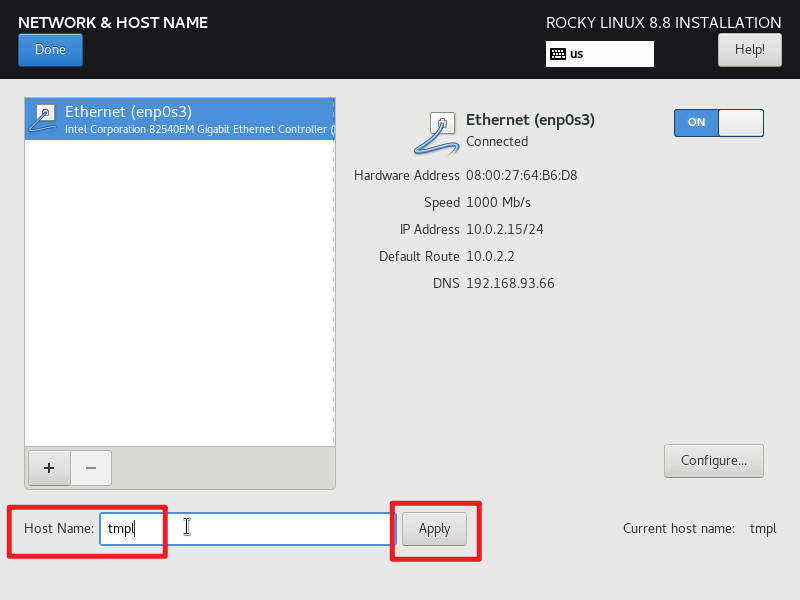 NETWORK & HOST NAME
ROCKY LINUX 8.8 INSTALLATION
Done
us
Help!
Ethernet (enp0s3)
Intel Corporation 82540EM Gigabit Ethernet Controller (
Ethernet (enp0s3)
Connected
ON
Hardware Address 08:00:27:64:B6:D8
Speed 1000 Mb/s
IP Address 10.0.2.15/24
Default Route 10.0.2.2
DNS 192.168.93.66
+ −
Configure...
Host Name: tmpl
Apply
Current host name: tmpl